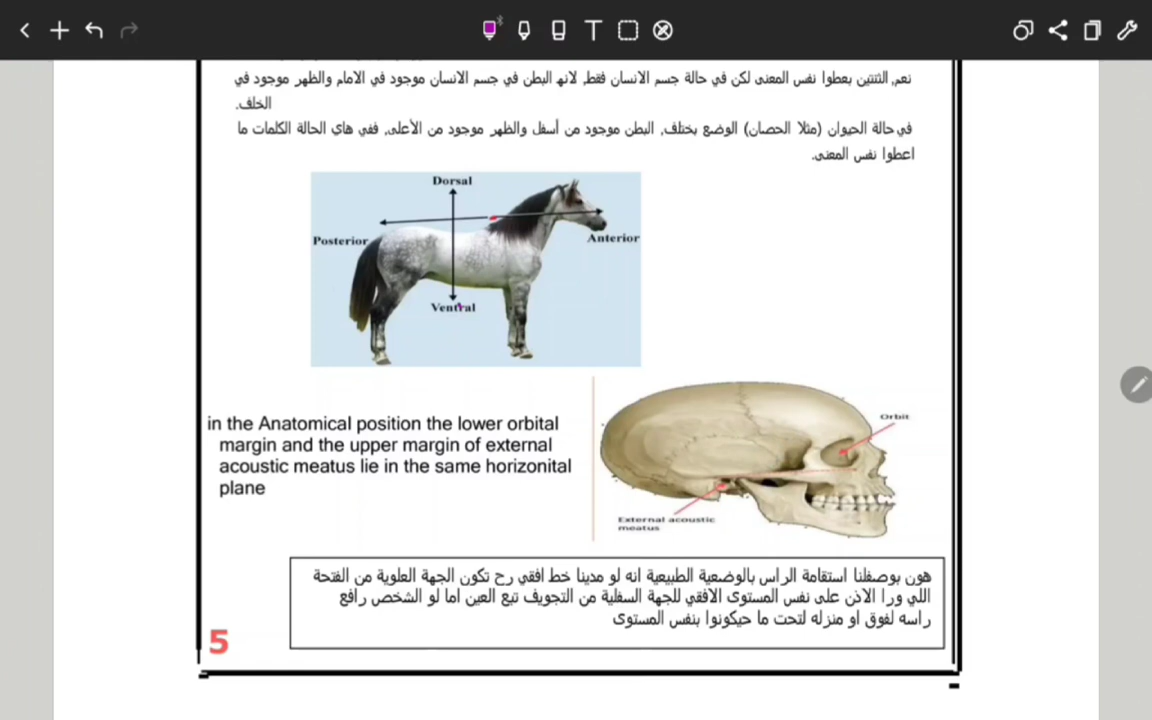 نعم, الثنتين بعطوا نفس المعنى لكن في حالة جسم الانسان فقط, لانه البطن في جسم الانسان موجود في الامام والظهر موجود في
الخلف.
في حالة الحيوان (مثلا الحصان) الوضع بختلف, البطن موجود من أسفل والظهر موجود من الأعلى, ففي هاي الحالة الكلمات ما
اعطوا نفس المعنى.
Dorsal
Posterior
Anterior
Ventral
in the Anatomical position the lower orbital
margin and the upper margin of external
acoustic meatus lie in the same horizonital
plane
Orbit
External acoustic
meatus
هون بوصفلنا استقامة الراس بالوضعية الطبيعية انه لو مدينا خط افقي رح تكون الجهة العلوية من الفتحة
اللي ورا الاذن على نفس المستوى الافقي للجهة السفلية من التجويف تبع العين اما لو الشخص رافع
راسه لفوق او منزله لتحت ما حيكونوا بنفس المستوى
5